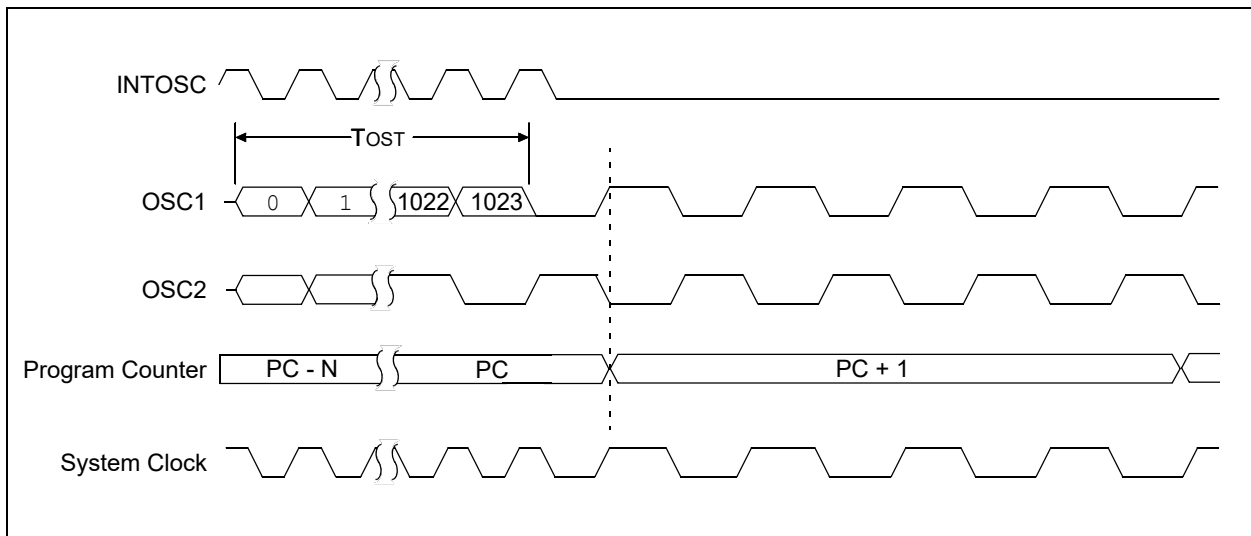 INTOSC
TOST
OSC1 0 1 1022 1023
OSC2
Program Counter PC - N PC PC + 1
System Clock